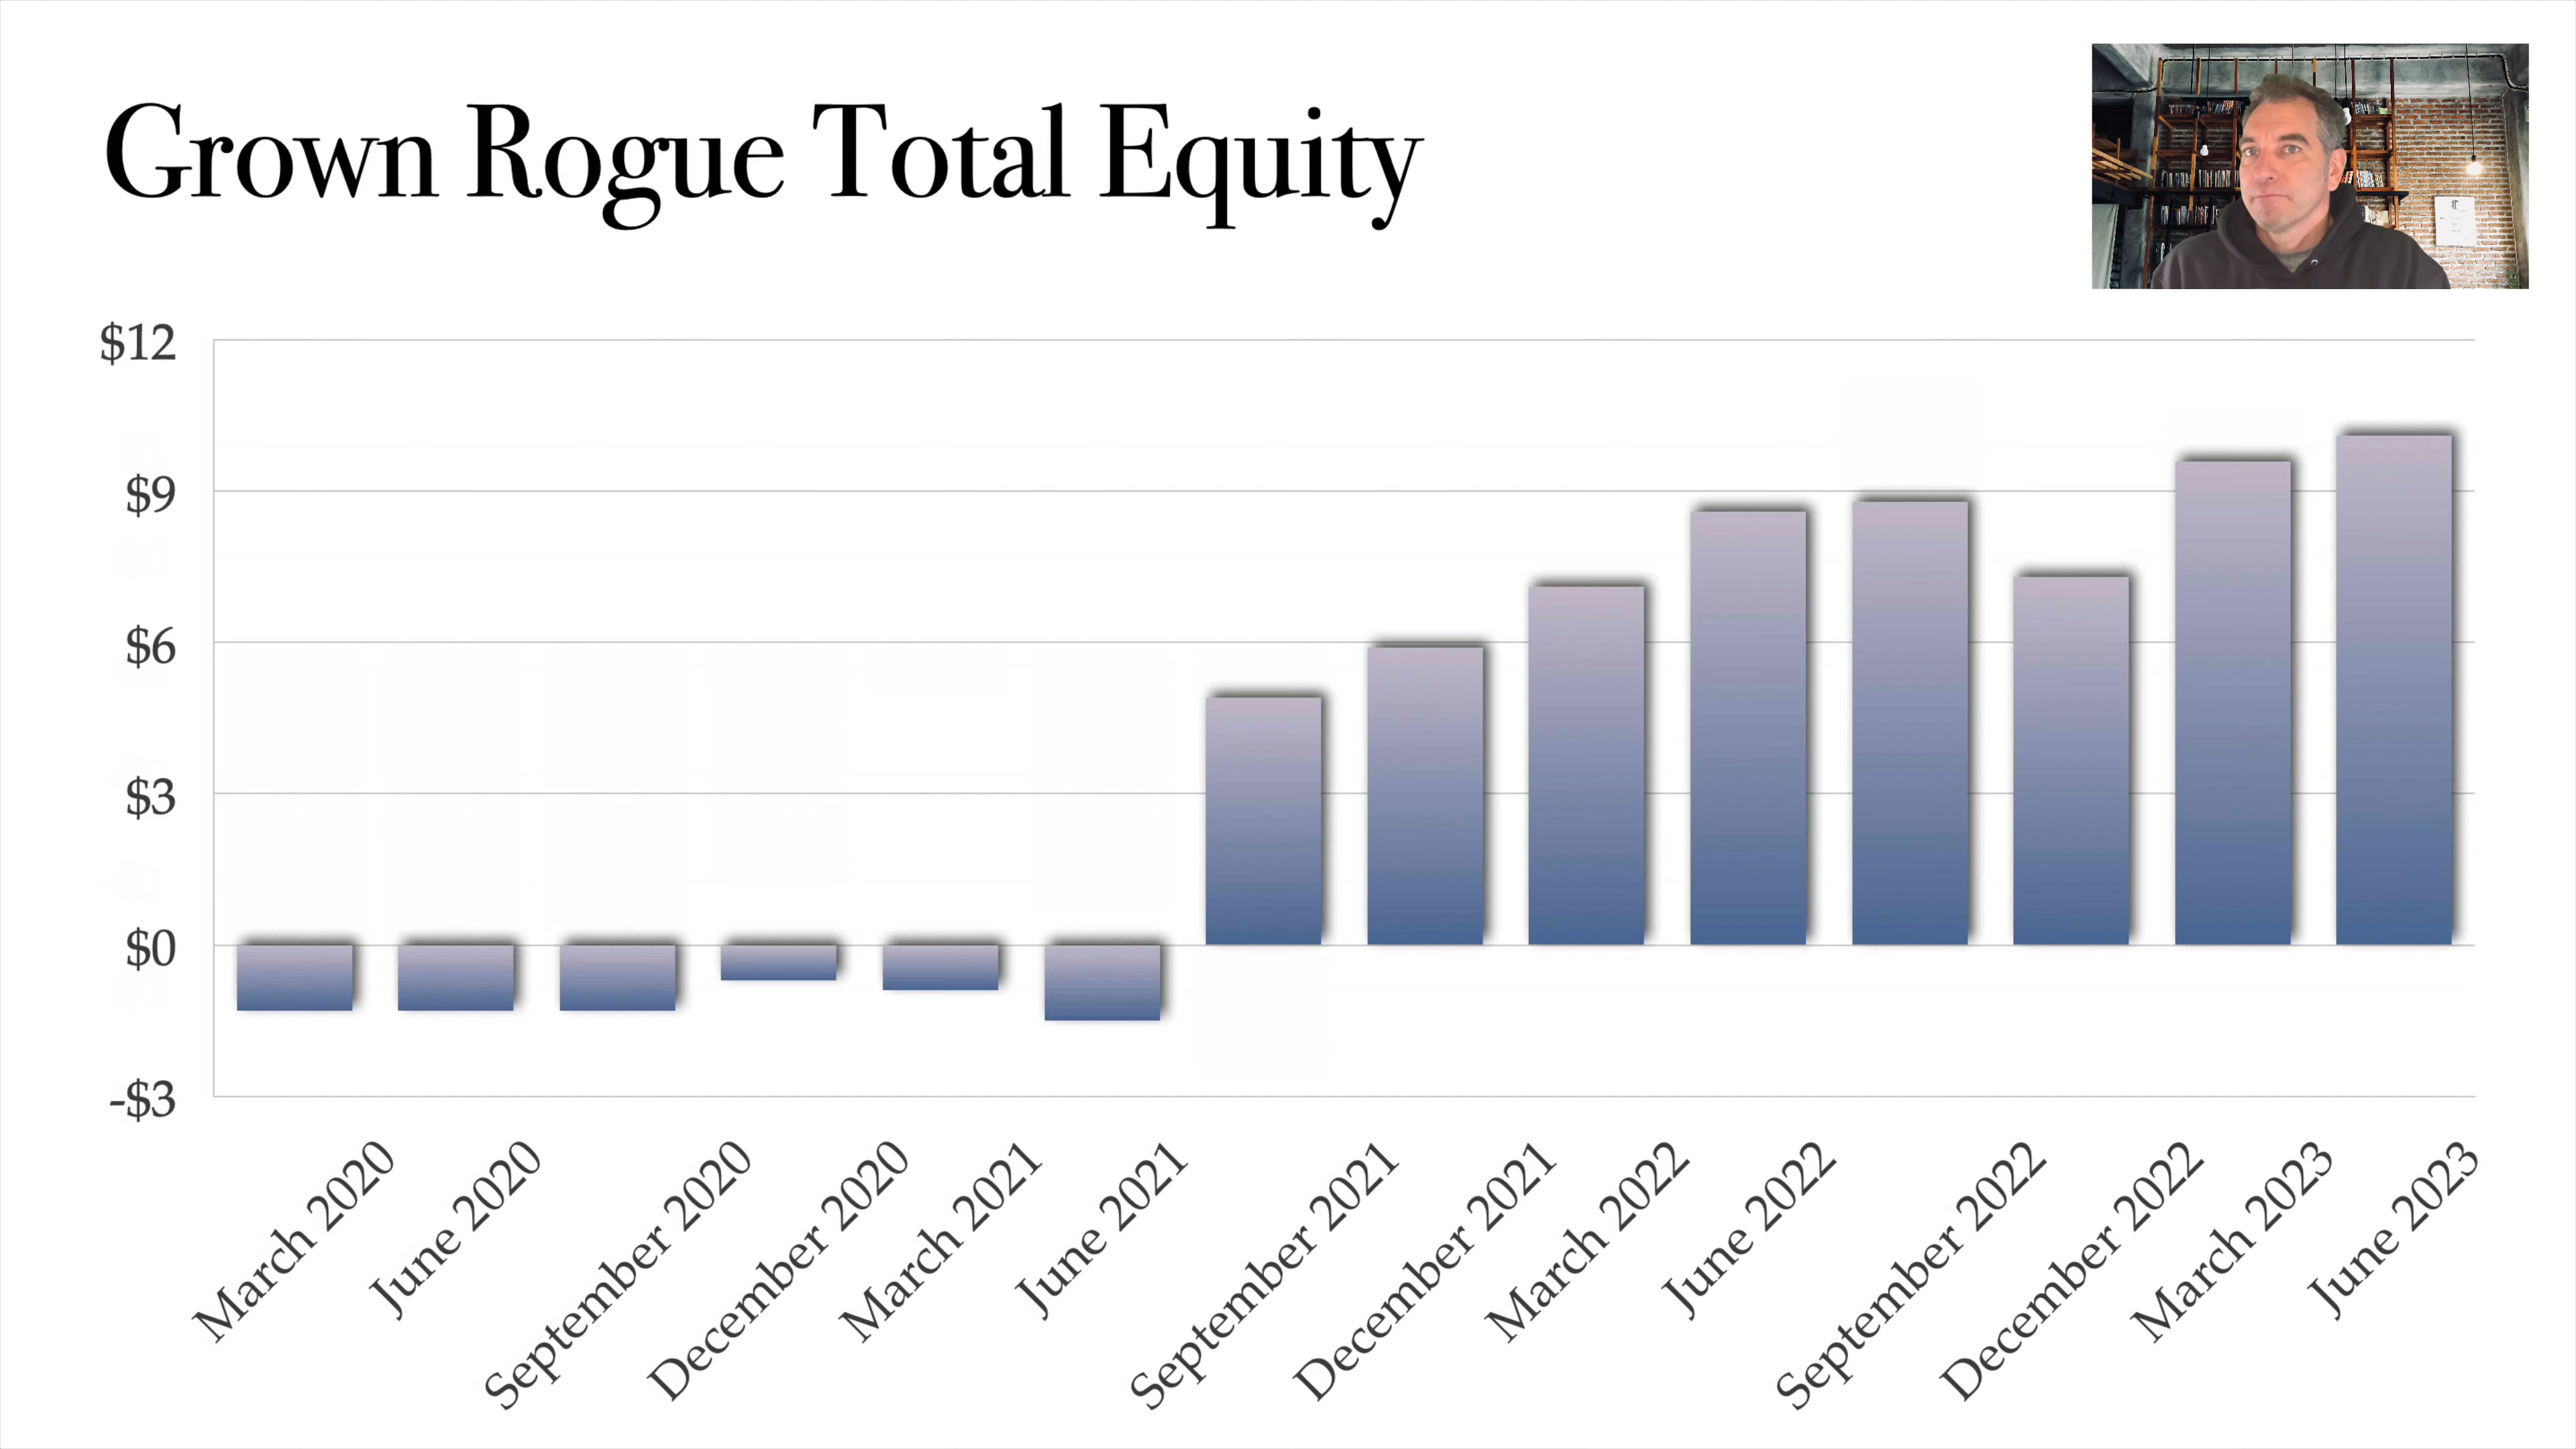 Grown Rogue Total Equity
$12
$9
$6
$3
$0
-$3
March 2020
June 2020
September 2020
December 2020
March 2021
June 2021
September 2021
December 2021
March 2022
June 2022
September 2022
December 2022
March 2023
June 2023